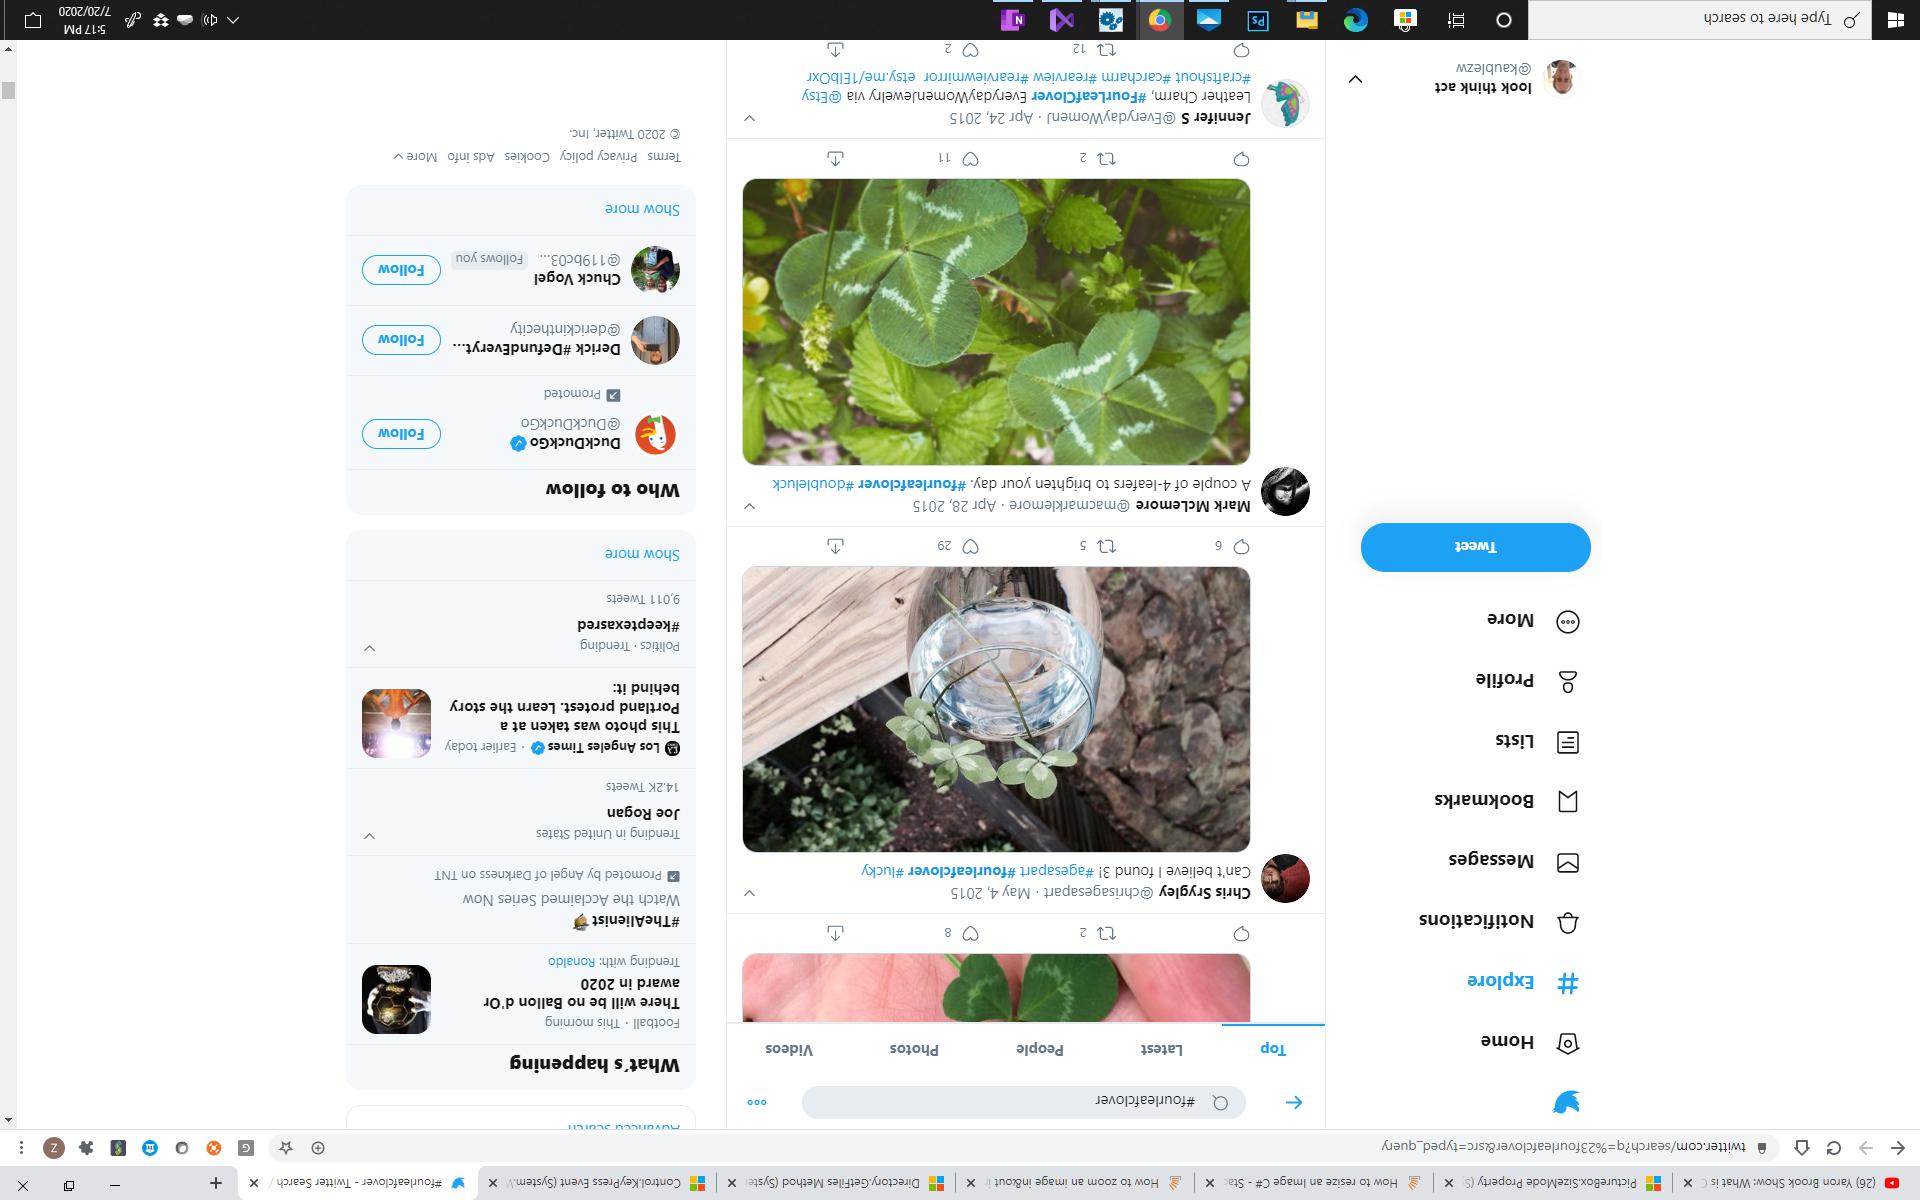 (26) Yaron Brook Show: What is C
PictureBox.SizeMode Property (S
How to resize an image C# - Stac
How to zoom an image in&out ir
Directory.GetFiles Method (Syster
Control.KeyPress Event (System.W
#fourleafclover - Twitter Search /
twitter.com/search?q=%23fourleafclover&src=typed_query
Z
Home
Explore
Notifications
Messages
Bookmarks
Lists
Profile
More
Tweet
look think act
@kaublezw
#fourleafclover
Top
Latest
People
Photos
Videos
2
8
Chris Srygley @chrisagesapart · May 4, 2015
Can't believe I found 3! #agesapart #fourleafclover #lucky
6
5
29
Mark McLemore @macmarklemore · Apr 28, 2015
A couple of 4-leafers to brighten your day. #fourleafclover #doubleluck
2
11
Jennifer S @EverydayWomenJ · Apr 24, 2015
Leather Charm, #FourLeafClover EverydayWomenJewelry via @Etsy
#craftshout #carcharm #rearview #rearviewmirror etsy.me/1EIbOxr
12
2
Advanced search
What's happening
Football · This morning
There will be no Ballon d'Or
award in 2020
Trending with: Ronaldo
#TheAlienist
Watch the Acclaimed Series Now
Promoted by Angel of Darkness on TNT
Trending in United States
Joe Rogan
14.2K Tweets
Los Angeles Times · Earlier today
This photo was taken at a
Portland protest. Learn the story
behind it:
Politics · Trending
#keeptexasred
9,011 Tweets
Show more
Who to follow
DuckDuckGo
@DuckDuckGo
Follow
Promoted
Derick #DefundEveryt...
@derickinthecity
Follow
Chuck Vogel
@119bc03... Follows you
Follow
Show more
Terms Privacy policy Cookies Ads info More
© 2020 Twitter, Inc.
Type here to search
Ps
N
5:17 PM
7/20/2020